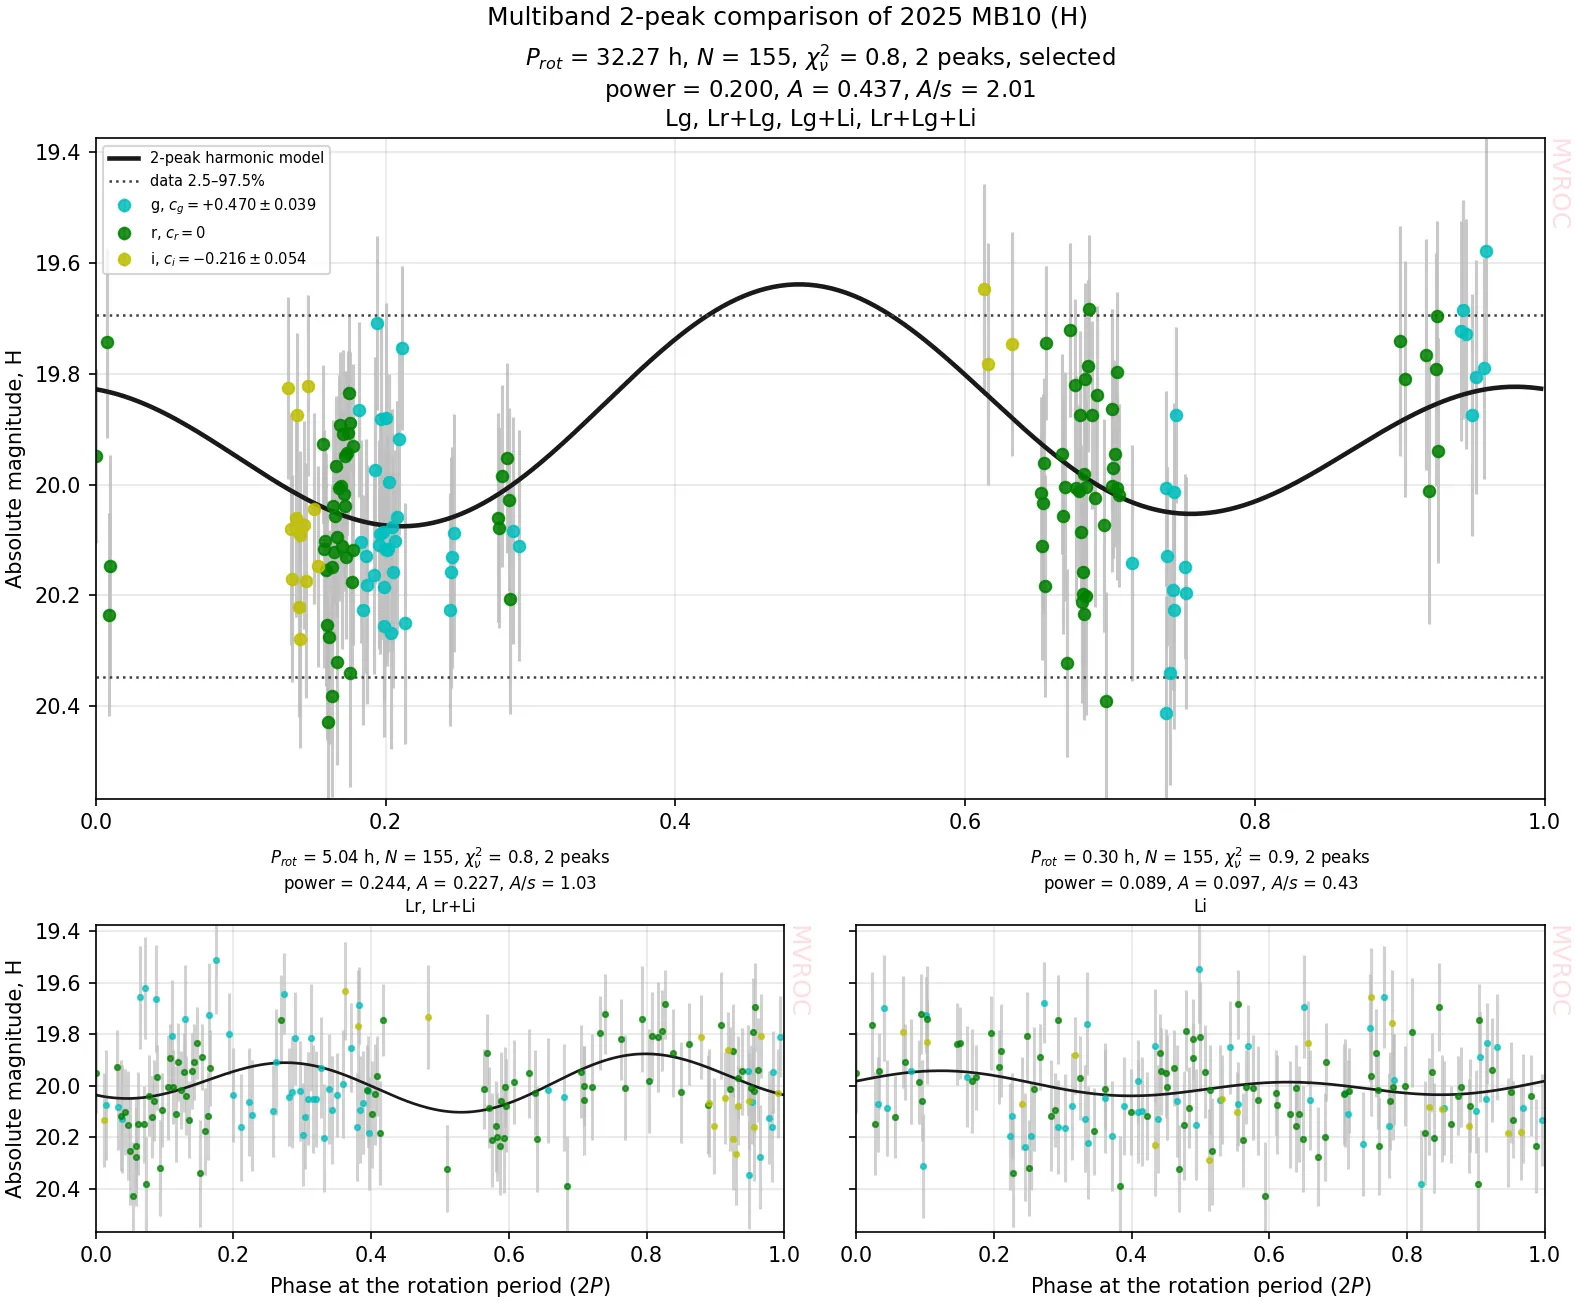 Multiband 2-peak comparison of 2025 MB10 (H)
P_rot = 32.27 h, N = 155, χ²_ν = 0.8, 2 peaks, selected
power = 0.200, A = 0.437, A/s = 2.01
Lg, Lr+Lg, Lg+Li, Lr+Lg+Li
2-peak harmonic model
data 2.5–97.5%
g, c_g = +0.470 ± 0.039
r, c_r = 0
i, c_i = −0.216 ± 0.054
MVROC
Absolute magnitude, H
19.4
19.6
19.8
20.0
20.2
20.4
0.0 0.2 0.4 0.6 0.8 1.0
P_rot = 5.04 h, N = 155, χ²_ν = 0.8, 2 peaks
power = 0.244, A = 0.227, A/s = 1.03
Lr, Lr+Li
MVROC
Absolute magnitude, H
19.4
19.6
19.8
20.0
20.2
20.4
0.0 0.2 0.4 0.6 0.8 1.0
Phase at the rotation period (2P)
P_rot = 0.30 h, N = 155, χ²_ν = 0.9, 2 peaks
power = 0.089, A = 0.097, A/s = 0.43
Li
MVROC
0.0 0.2 0.4 0.6 0.8 1.0
Phase at the rotation period (2P)